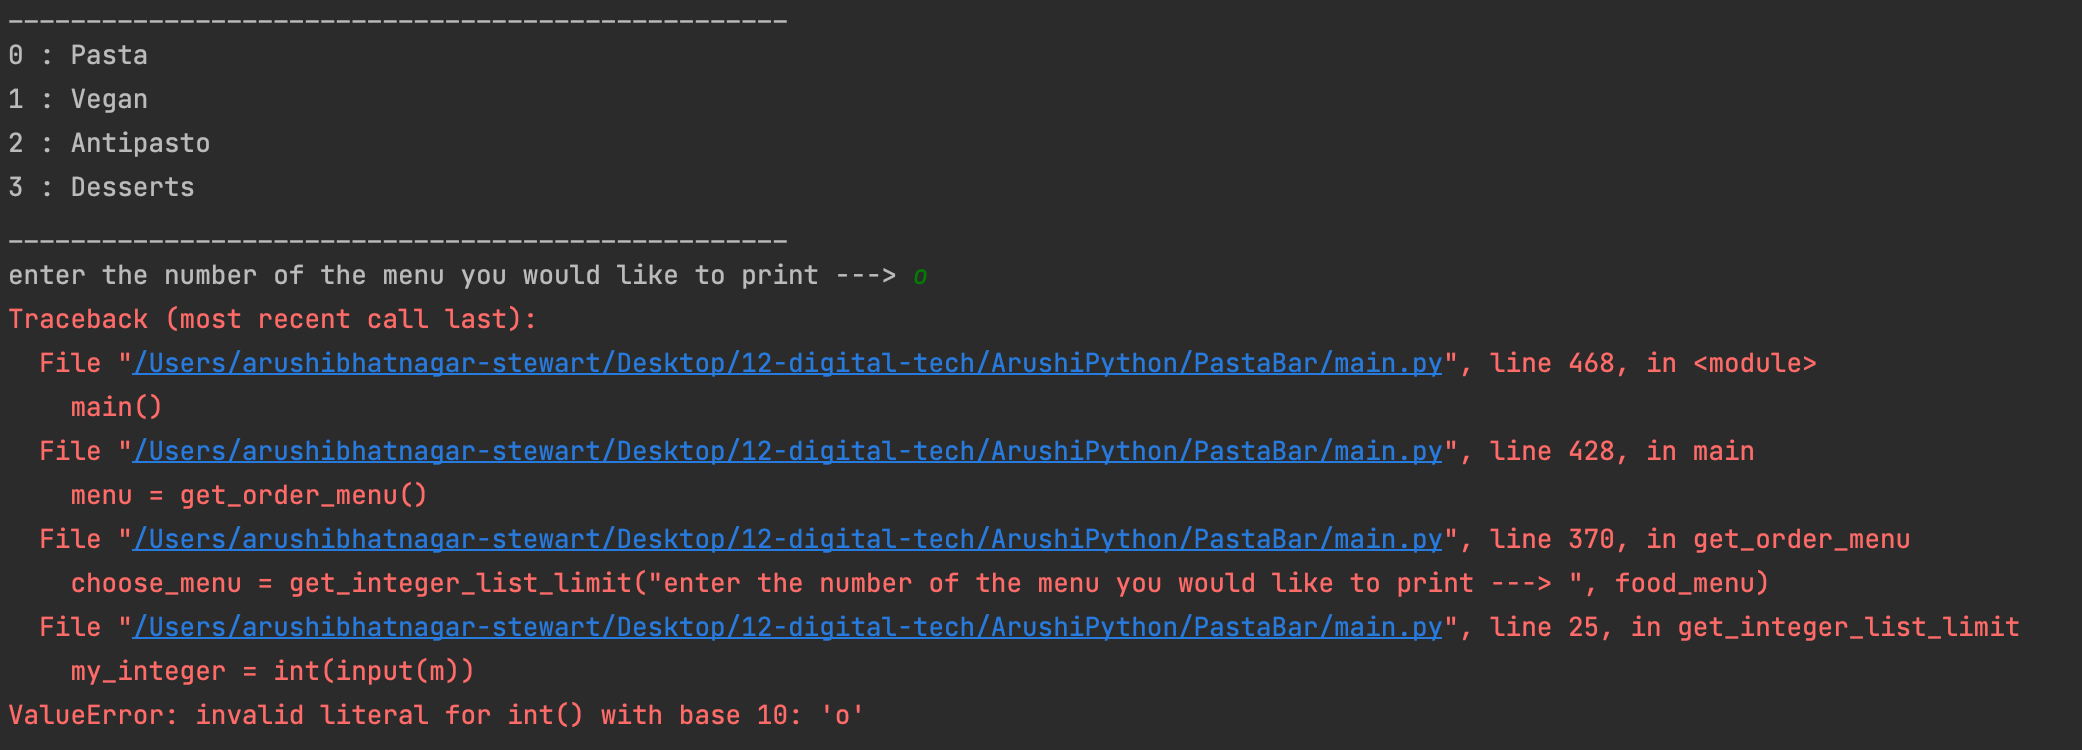 --------------------------------------------------
0 : Pasta
1 : Vegan
2 : Antipasto
3 : Desserts
--------------------------------------------------
enter the number of the menu you would like to print ---> o
Traceback (most recent call last):
  File "/Users/arushibhatnagar-stewart/Desktop/12-digital-tech/ArushiPython/PastaBar/main.py", line 468, in <module>
    main()
  File "/Users/arushibhatnagar-stewart/Desktop/12-digital-tech/ArushiPython/PastaBar/main.py", line 428, in main
    menu = get_order_menu()
  File "/Users/arushibhatnagar-stewart/Desktop/12-digital-tech/ArushiPython/PastaBar/main.py", line 370, in get_order_menu
    choose_menu = get_integer_list_limit("enter the number of the menu you would like to print ---> ", food_menu)
  File "/Users/arushibhatnagar-stewart/Desktop/12-digital-tech/ArushiPython/PastaBar/main.py", line 25, in get_integer_list_limit
    my_integer = int(input(m))
ValueError: invalid literal for int() with base 10: 'o'